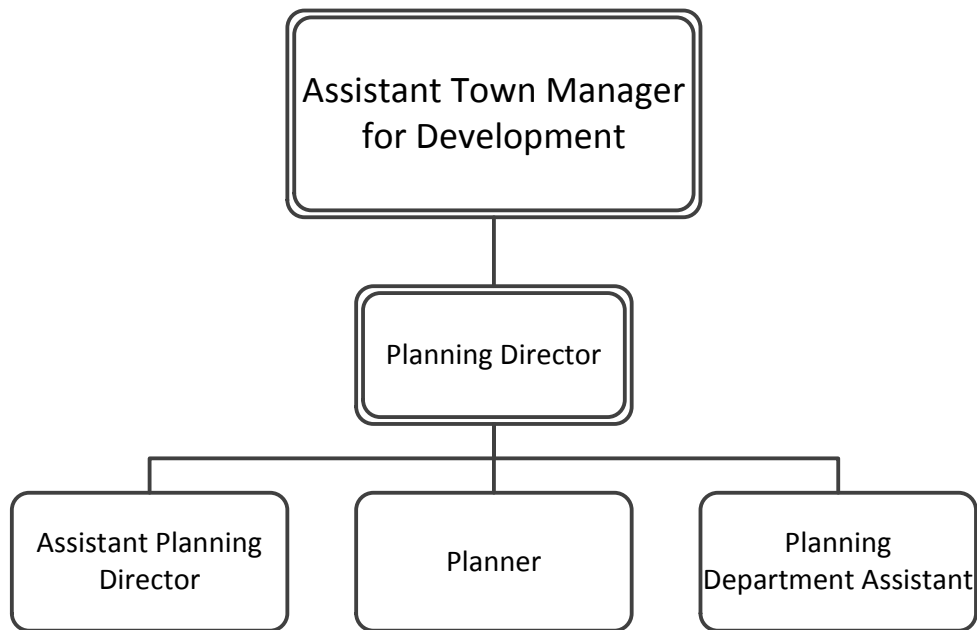 Assistant Town Manager
for Development
Planning Director
Assistant Planning
Director
Planner
Planning
Department Assistant